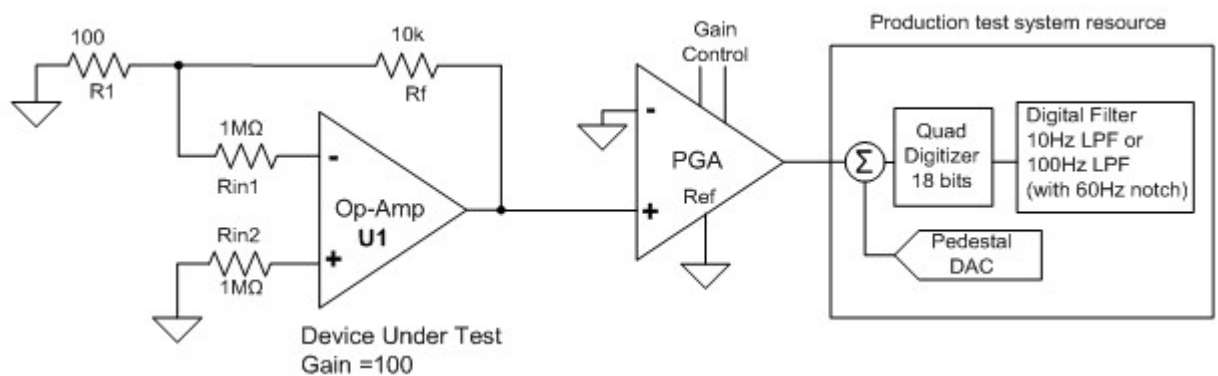 Production test system resource
100
R1
10k
Rf
Gain
Control
1MΩ
Rin1
-
Op-Amp
U1
+
Rin2
1MΩ
Device Under Test
Gain =100
-
PGA
Ref
+
Σ
Quad
Digitizer
18 bits
Digital Filter
10Hz LPF or
100Hz LPF
(with 60Hz notch)
Pedestal
DAC